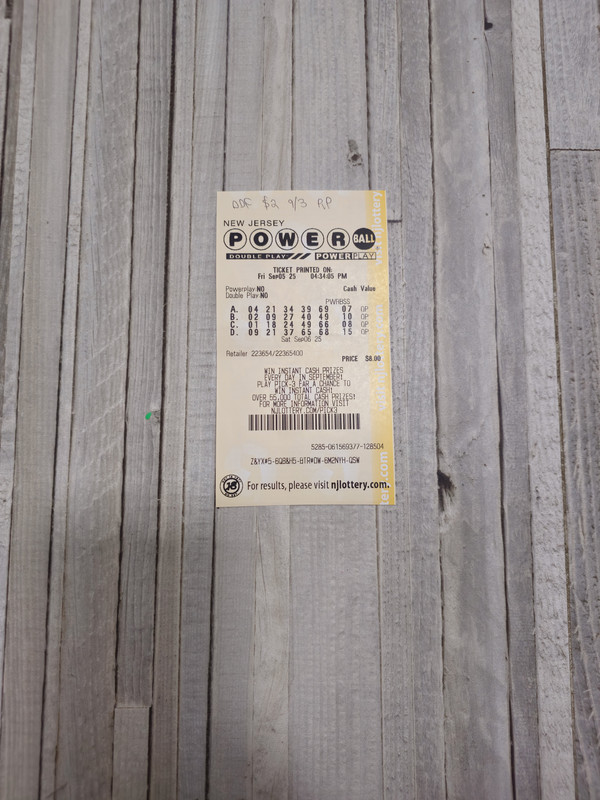 $2 9/3 RP
NEW JERSEY
POWERBALL
DOUBLE PLAY POWER PLAY
TICKET PRINTED ON:
Fri Sep05 25 04:34:05 PM
Powerplay:NO Cash Value
Double Play:NO
PWRBSS
A. 04 21 34 39 69 07 QP
B. 02 09 27 40 49 10 QP
C. 01 18 24 49 66 08 QP
D. 09 21 37 65 68 15 QP
Sat Sep06 25
Retailer 223654/22365400
PRICE $8.00
WIN INSTANT CASH PRIZES
EVERY DAY IN SEPTEMBER!
PLAY PICK-3 FOR A CHANCE TO
WIN INSTANT CASH!
OVER 55,000 TOTAL CASH PRIZES!
FOR MORE INFORMATION VISIT
NJLOTTERY.COM/PICK3
5285-061569377-128504
18
For results, please visit njlottery.com.
njlottery